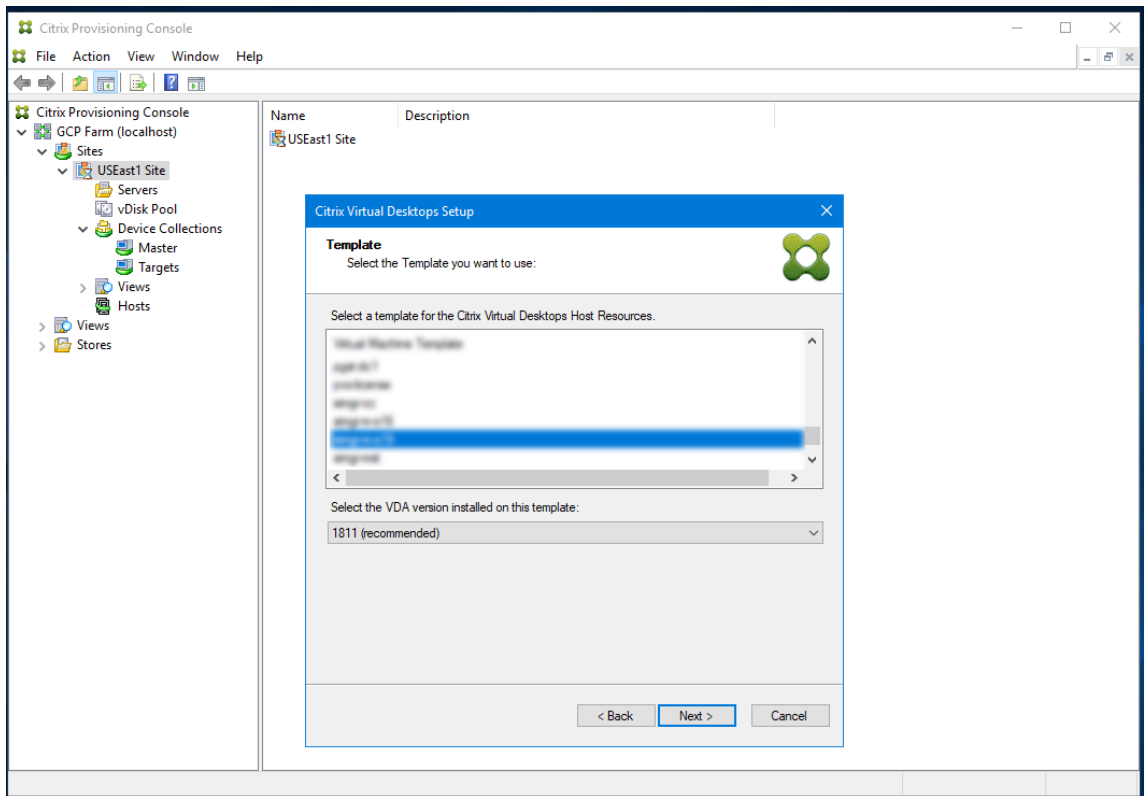 Citrix Provisioning Console
File Action View Window Help
Citrix Provisioning Console
GCP Farm (localhost)
Sites
USEast1 Site
Servers
vDisk Pool
Device Collections
Master
Targets
Views
Hosts
Views
Stores
Name Description
USEast1 Site
Citrix Virtual Desktops Setup
Template
Select the Template you want to use:
Select a template for the Citrix Virtual Desktops Host Resources.
Select the VDA version installed on this template:
1811 (recommended)
< Back Next > Cancel